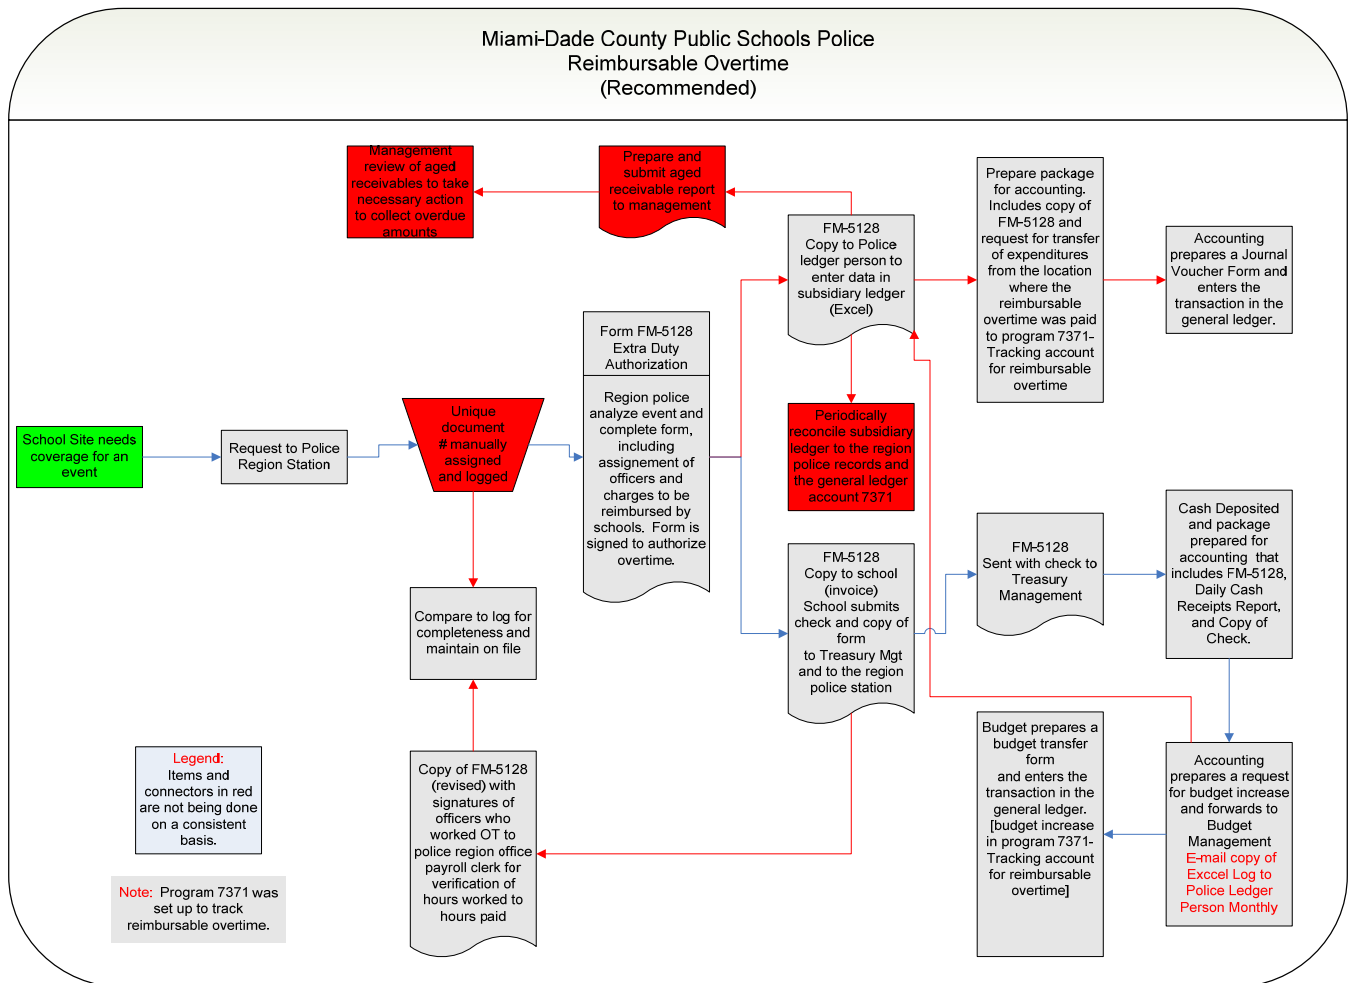 Miami-Dade County Public Schools Police
Reimbursable Overtime
(Recommended)
Management
review of aged
receivables to take
necessary action
to collect overdue
amounts
Prepare and
submit aged
receivable report
to management
FM-5128
Copy to Police
ledger person to
enter data in
subsidiary ledger
(Excel)
Prepare package
for accounting.
Includes copy of
FM-5128 and
request for transfer
of expenditures
from the location
where the
reimbursable
overtime was paid
to program 7371-
Tracking account
for reimbursable
overtime
Accounting
prepares a Journal
Voucher Form and
enters the
transaction in the
general ledger.
Form FM-5128
Extra Duty
Authorization
Region police
analyze event and
complete form,
including
assignement of
officers and
charges to be
reimbursed by
schools.  Form is
signed to authorize
overtime.
School Site needs
coverage for an
event
Request to Police
Region Station
Unique
document
# manually
assigned
and logged
Periodically
reconcile subsidiary
ledger to the region
police records and
the general ledger
account 7371
Compare to log for
completeness and
maintain on file
FM-5128
Copy to school
(invoice)
School submits
check and copy of
form
to Treasury Mgt
and to the region
police station
FM-5128
Sent with check to
Treasury
Management
Cash Deposited
and package
prepared for
accounting  that
includes FM-5128,
Daily Cash
Receipts Report,
and Copy of
Check.
Legend:
Items and
connectors in red
are not being done
on a consistent
basis.
Note:  Program 7371 was
set up to track
reimbursable overtime.
Copy of FM-5128
(revised) with
signatures of
officers who
worked OT to
police region office
payroll clerk for
verification of
hours worked to
hours paid
Budget prepares a
budget transfer
form
and enters the
transaction in the
general ledger.
[budget increase
in program 7371-
Tracking account
for reimbursable
overtime]
Accounting
prepares a request
for budget increase
and forwards to
Budget
Management
E-mail copy of
Exccel Log to
Police Ledger
Person Monthly